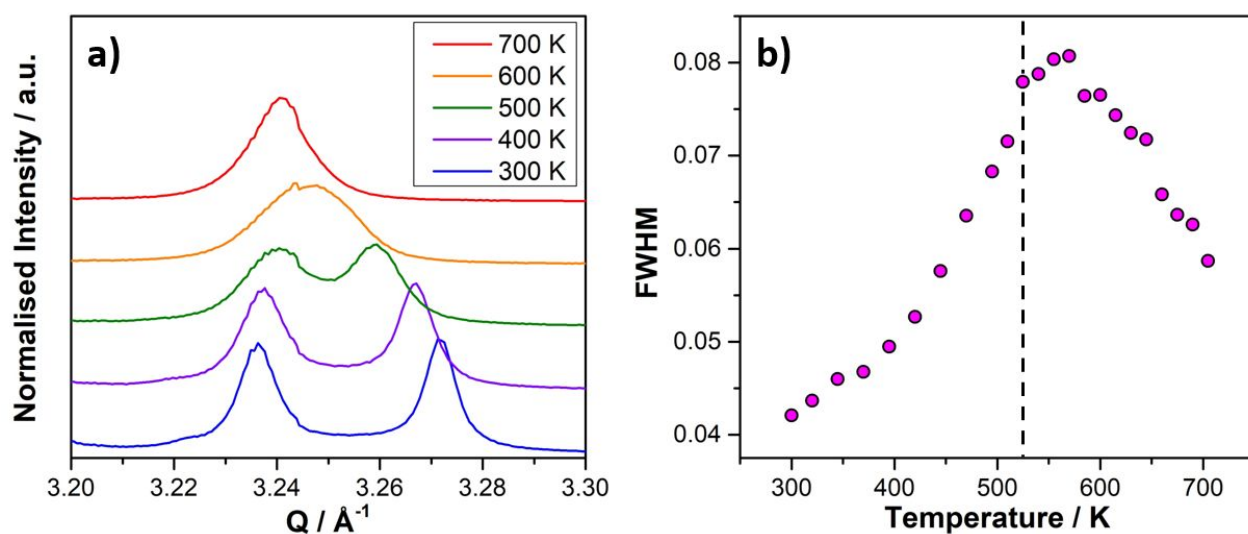 a)
700 K
600 K
500 K
400 K
300 K
Normalised Intensity / a.u.
3.20 3.22 3.24 3.26 3.28 3.30
Q / Å⁻¹
b)
0.08
0.07
0.06
0.05
0.04
FWHM
300 400 500 600 700
Temperature / K